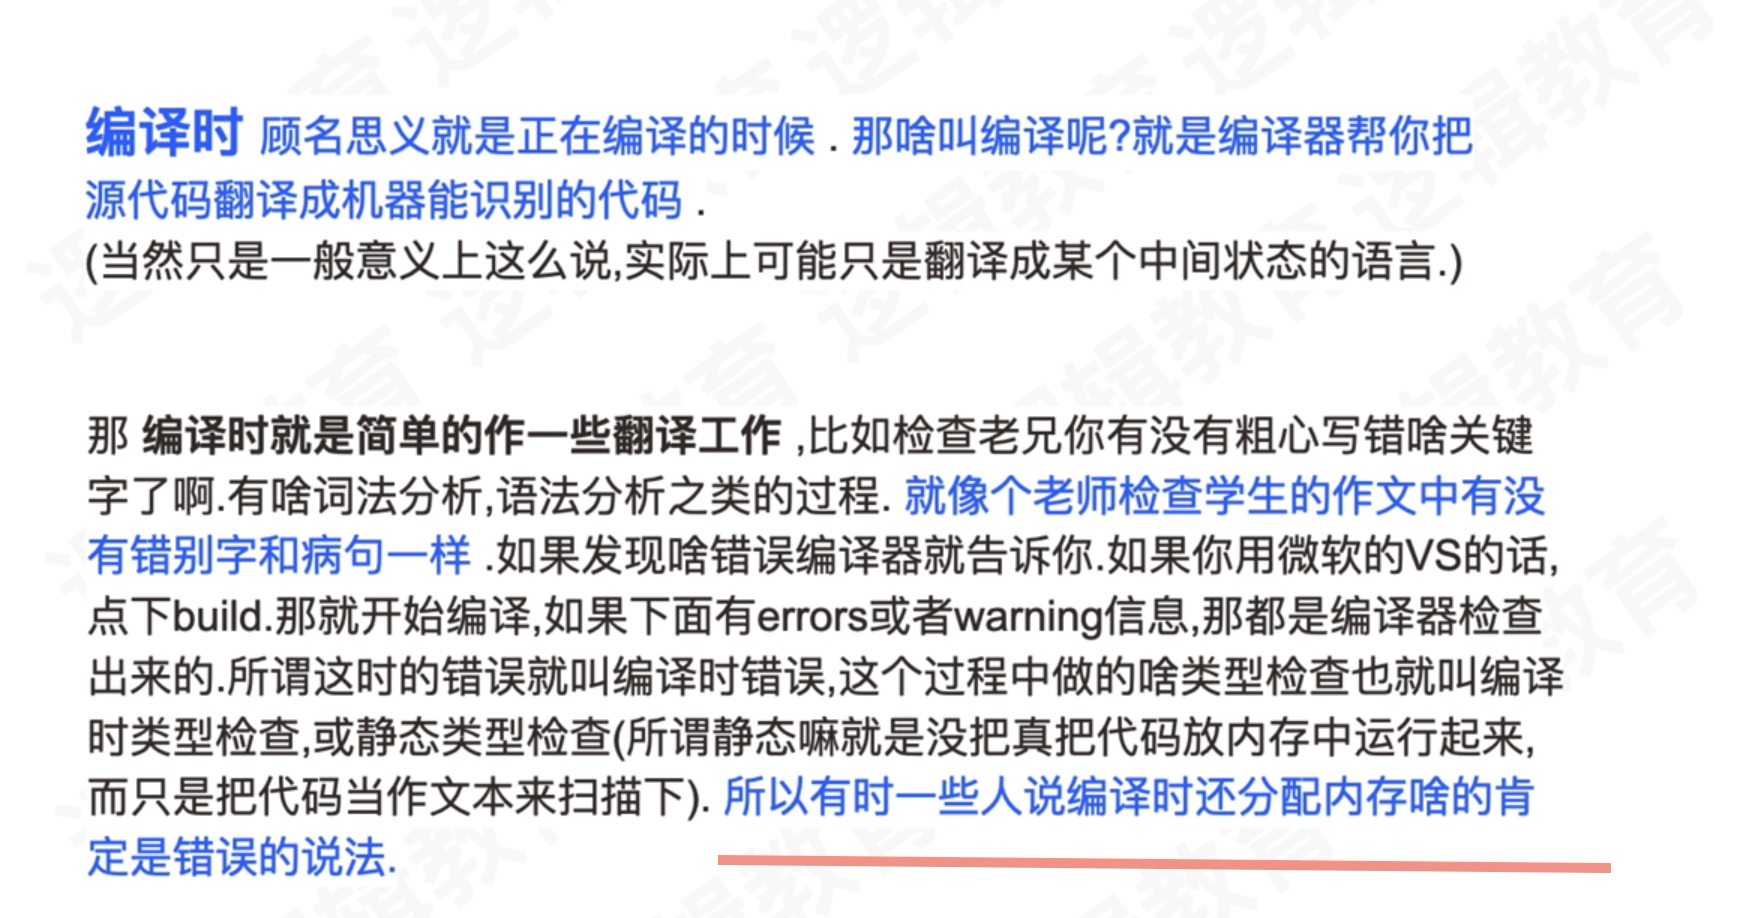 编译时 顾名思义就是正在编译的时候 . 那啥叫编译呢?就是编译器帮你把
源代码翻译成机器能识别的代码 .
(当然只是一般意义上这么说,实际上可能只是翻译成某个中间状态的语言.)
那 编译时就是简单的作一些翻译工作 ,比如检查老兄你有没有粗心写错啥关键
字了啊.有啥词法分析,语法分析之类的过程. 就像个老师检查学生的作文中有没
有错别字和病句一样 .如果发现啥错误编译器就告诉你.如果你用微软的VS的话,
点下build.那就开始编译,如果下面有errors或者warning信息,那都是编译器检查
出来的.所谓这时的错误就叫编译时错误,这个过程中做的啥类型检查也就叫编译
时类型检查,或静态类型检查(所谓静态嘛就是没把真把代码放内存中运行起来,
而只是把代码当作文本来扫描下). 所以有时一些人说编译时还分配内存啥的肯
定是错误的说法.
逻辑教育